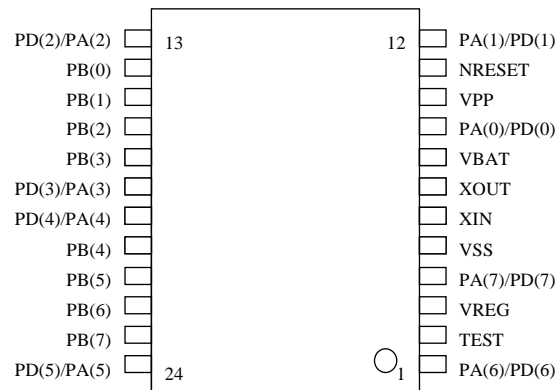 PD(2)/PA(2) 13 12 PA(1)/PD(1)
PB(0) NRESET
PB(1) VPP
PB(2) PA(0)/PD(0)
PB(3) VBAT
PD(3)/PA(3) XOUT
PD(4)/PA(4) XIN
PB(4) VSS
PB(5) PA(7)/PD(7)
PB(6) VREG
PB(7) TEST
PD(5)/PA(5) 24 1 PA(6)/PD(6)